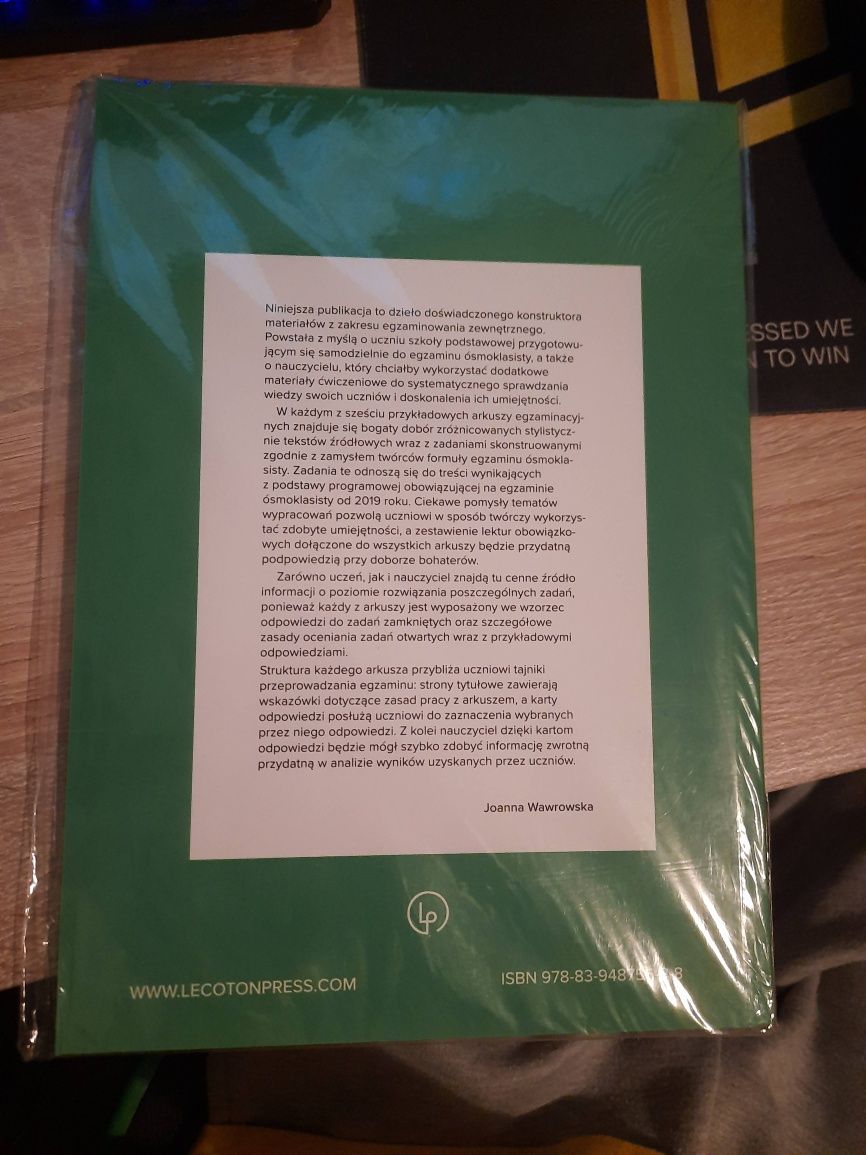 ESSED WE
N TO WIN
Niniejsza publikacja to dzieło doświadczonego konstruktora
materiałów z zakresu egzaminowania zewnętrznego.
Powstała z myślą o uczniu szkoły podstawowej przygotowu-
jącym się samodzielnie do egzaminu ósmoklasisty, a także
o nauczycielu, który chciałby wykorzystać dodatkowe
materiały ćwiczeniowe do systematycznego sprawdzania
wiedzy swoich uczniów i doskonalenia ich umiejętności.
W każdym z sześciu przykładowych arkuszy egzaminacyj-
nych znajduje się bogaty dobór zróżnicowanych stylistycz-
nie tekstów źródłowych wraz z zadaniami skonstruowanymi
zgodnie z zamysłem twórców formuły egzaminu ósmokla-
sisty. Zadania te odnoszą się do treści wynikających
z podstawy programowej obowiązującej na egzaminie
ósmoklasisty od 2019 roku. Ciekawe pomysły tematów
wypracowań pozwolą uczniowi w sposób twórczy wykorzys-
tać zdobyte umiejętności, a zestawienie lektur obowiązko-
wych dołączone do wszystkich arkuszy będzie przydatną
podpowiedzią przy doborze bohaterów.
Zarówno uczeń, jak i nauczyciel znajdą tu cenne źródło
informacji o poziomie rozwiązania poszczególnych zadań,
ponieważ każdy z arkuszy jest wyposażony we wzorzec
odpowiedzi do zadań zamkniętych oraz szczegółowe
zasady oceniania zadań otwartych wraz z przykładowymi
odpowiedziami.
Struktura każdego arkusza przybliża uczniowi tajniki
przeprowadzania egzaminu: strony tytułowe zawierają
wskazówki dotyczące zasad pracy z arkuszem, a karty
odpowiedzi posłużą uczniowi do zaznaczenia wybranych
przez niego odpowiedzi. Z kolei nauczyciel dzięki kartom
odpowiedzi będzie mógł szybko zdobyć informację zwrotną
przydatną w analizie wyników uzyskanych przez uczniów.
Joanna Wawrowska
LP
WWW.LECOTONPRESS.COM
ISBN